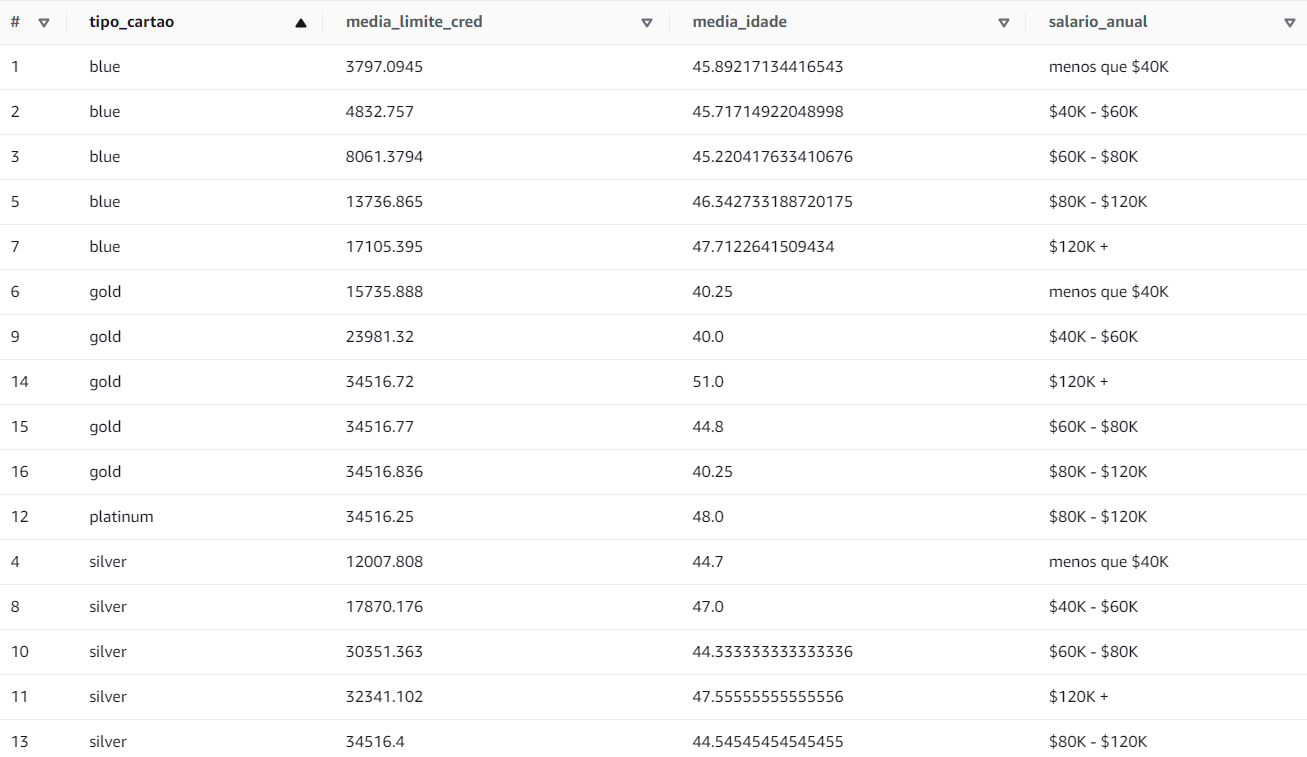 # tipo_cartao media_limite_cred media_idade salario_anual
1 blue 3797.0945 45.89217134416543 menos que $40K
2 blue 4832.757 45.71714922048998 $40K - $60K
3 blue 8061.3794 45.220417633410676 $60K - $80K
5 blue 13736.865 46.342733188720175 $80K - $120K
7 blue 17105.395 47.7122641509434 $120K +
6 gold 15735.888 40.25 menos que $40K
9 gold 23981.32 40.0 $40K - $60K
14 gold 34516.72 51.0 $120K +
15 gold 34516.77 44.8 $60K - $80K
16 gold 34516.836 40.25 $80K - $120K
12 platinum 34516.25 48.0 $80K - $120K
4 silver 12007.808 44.7 menos que $40K
8 silver 17870.176 47.0 $40K - $60K
10 silver 30351.363 44.333333333333336 $60K - $80K
11 silver 32341.102 47.55555555555556 $120K +
13 silver 34516.4 44.54545454545455 $80K - $120K